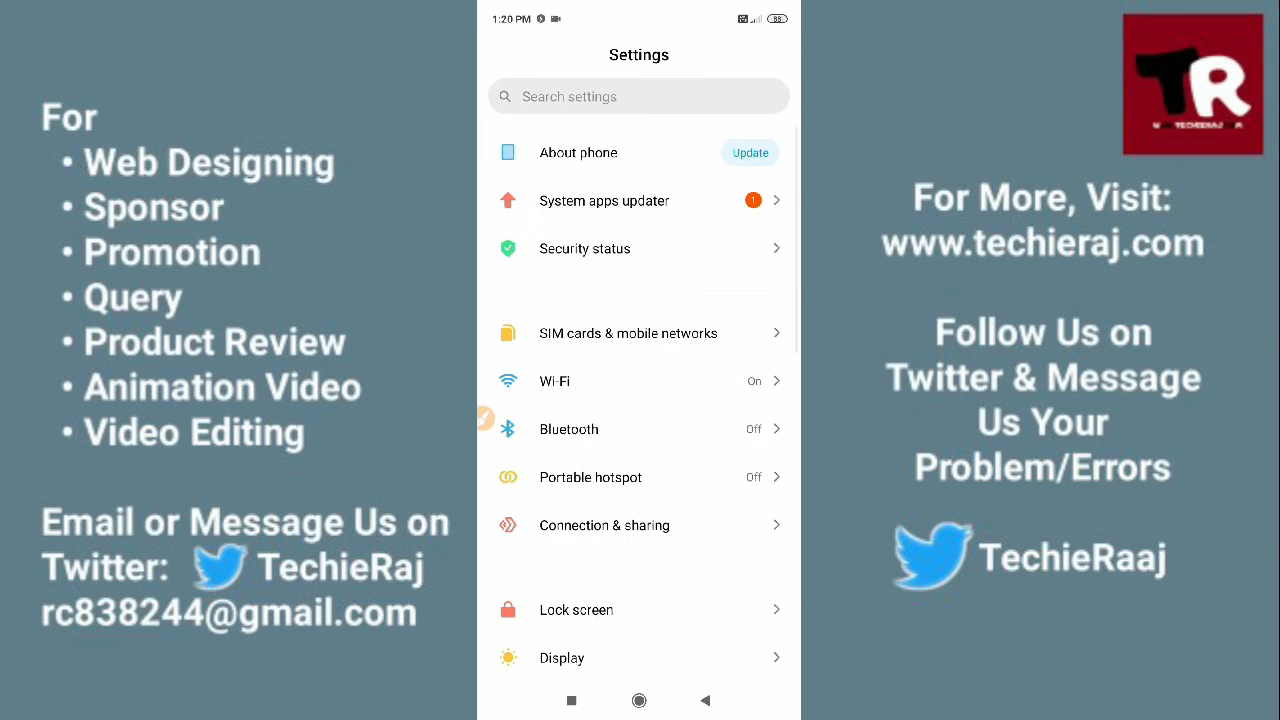 For
• Web Designing
• Sponsor
• Promotion
• Query
• Product Review
• Animation Video
• Video Editing
Email or Message Us on
Twitter: TechieRaj
rc838244@gmail.com
1:20 PM
88
Settings
Search settings
About phone
Update
System apps updater
1
Security status
SIM cards & mobile networks
Wi-Fi
On
Bluetooth
Off
Portable hotspot
Off
Connection & sharing
Lock screen
Display
TR
For More, Visit:
www.techieraj.com
Follow Us on
Twitter & Message
Us Your
Problem/Errors
TechieRaaj